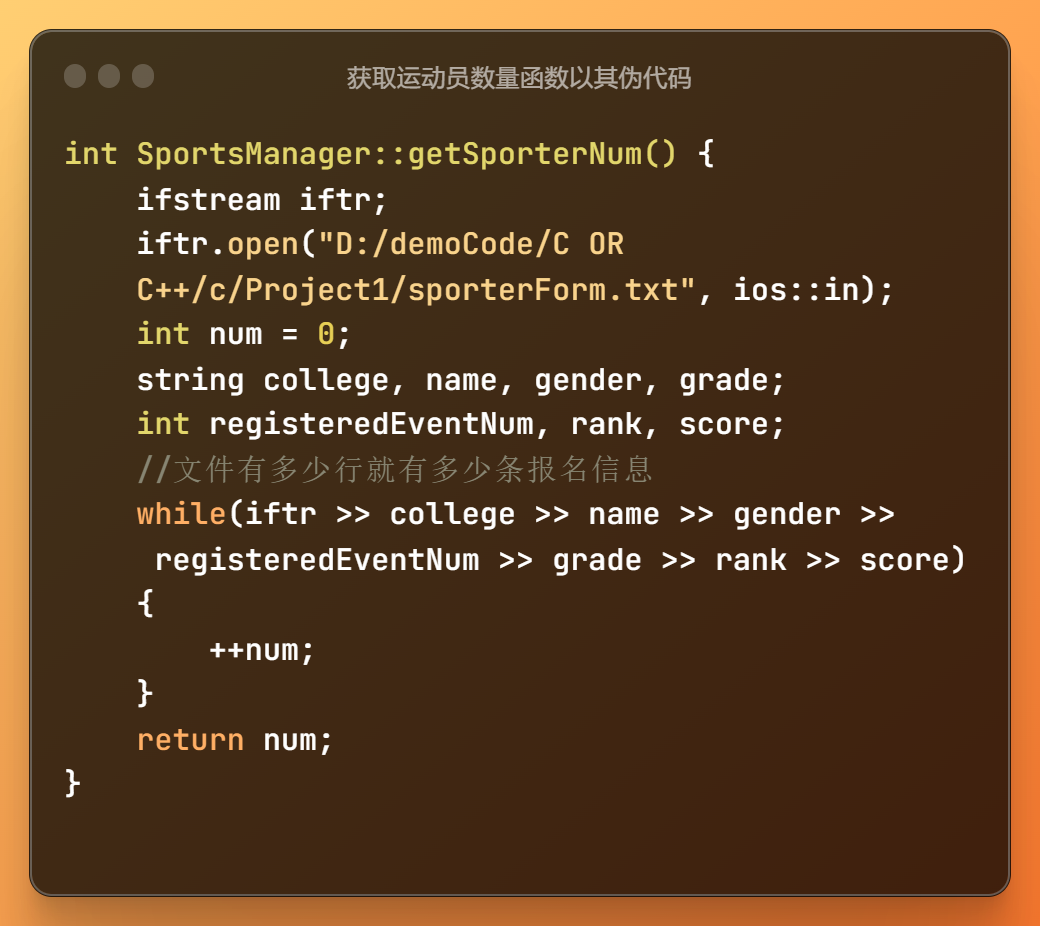 获取运动员数量函数以其伪代码
int SportsManager::getSporterNum() {
    ifstream iftr;
    iftr.open("D:/demoCode/C OR
    C++/c/Project1/sporterForm.txt", ios::in);
    int num = 0;
    string college, name, gender, grade;
    int registeredEventNum, rank, score;
    //文件有多少行就有多少条报名信息
    while(iftr >> college >> name >> gender >>
     registeredEventNum >> grade >> rank >> score)
    {
        ++num;
    }
    return num;
}